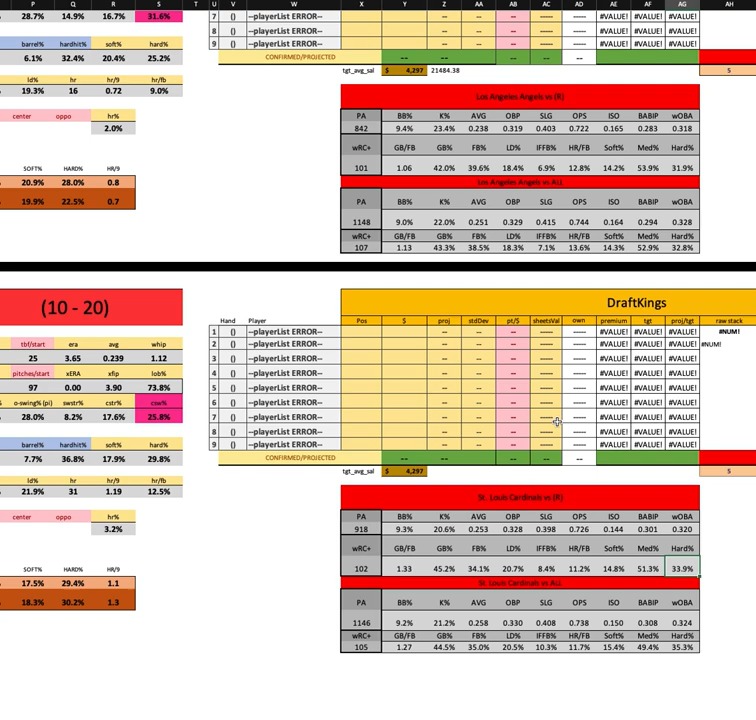 P Q R S T U V W X Y Z AA AB AC AD AE AF AG AH
28.7% 14.9% 16.7% 31.6% 7 () --playerList ERROR-- -- -- -- ----- ----- #VALUE! #VALUE! #VALUE!
8 () --playerList ERROR-- -- -- -- ----- ----- #VALUE! #VALUE! #VALUE!
barrel% hardhit% soft% hard% 9 () --playerList ERROR-- -- -- -- ----- ----- #VALUE! #VALUE! #VALUE!
6.1% 32.4% 20.4% 25.2% CONFIRMED/PROJECTED -- -- -- -- --
tgt_avg_sal $ 4,297 21484.38 5
ld% hr hr/9 hr/fb
19.3% 16 0.72 9.0%
Los Angeles Angels vs (R)
center oppo hr% PA BB% K% AVG OBP SLG OPS ISO BABIP wOBA
2.0% 842 9.4% 23.4% 0.238 0.319 0.403 0.722 0.165 0.283 0.318
wRC+ GB/FB GB% FB% LD% IFFB% HR/FB Soft% Med% Hard%
SOFT% HARD% HR/9 101 1.06 42.0% 39.6% 18.4% 6.9% 12.8% 14.2% 53.9% 31.9%
20.9% 28.0% 0.8 Los Angeles Angels vs ALL
19.9% 22.5% 0.7 PA BB% K% AVG OBP SLG OPS ISO BABIP wOBA
1148 9.0% 22.0% 0.251 0.329 0.415 0.744 0.164 0.294 0.328
wRC+ GB/FB GB% FB% LD% IFFB% HR/FB Soft% Med% Hard%
107 1.13 43.3% 38.5% 18.3% 7.1% 13.6% 14.3% 52.9% 32.8%
(10 - 20) DraftKings
Hand Player Pos $ proj stdDev pt/$ sheetsVal own premium tgt proj/tgt raw stack
1 () --playerList ERROR-- -- -- -- ----- ----- #VALUE! #VALUE! #VALUE! #NUM!
tbf/start era avg whip 2 () --playerList ERROR-- -- -- -- ----- ----- #VALUE! #VALUE! #VALUE! #NUM!
25 3.65 0.239 1.12 3 () --playerList ERROR-- -- -- -- ----- ----- #VALUE! #VALUE! #VALUE!
pitches/start xERA xfip lob% 4 () --playerList ERROR-- -- -- -- ----- ----- #VALUE! #VALUE! #VALUE!
97 0.00 3.90 73.8% 5 () --playerList ERROR-- -- -- -- ----- ----- #VALUE! #VALUE! #VALUE!
o-swing% (pi) swstr% cstr% csw% 6 () --playerList ERROR-- -- -- -- ----- ----- #VALUE! #VALUE! #VALUE!
28.0% 8.2% 17.6% 25.8% 7 () --playerList ERROR-- -- -- -- ----- ----- #VALUE! #VALUE! #VALUE!
8 () --playerList ERROR-- -- -- -- ----- ----- #VALUE! #VALUE! #VALUE!
barrel% hardhit% soft% hard% 9 () --playerList ERROR-- -- -- -- ----- ----- #VALUE! #VALUE! #VALUE!
7.7% 36.8% 17.9% 29.8% CONFIRMED/PROJECTED -- -- -- -- --
tgt_avg_sal $ 4,297 5
ld% hr hr/9 hr/fb
21.9% 31 1.19 12.5% St. Louis Cardinals vs (R)
center oppo hr% PA BB% K% AVG OBP SLG OPS ISO BABIP wOBA
3.2% 918 9.3% 20.6% 0.253 0.328 0.398 0.726 0.144 0.301 0.320
wRC+ GB/FB GB% FB% LD% IFFB% HR/FB Soft% Med% Hard%
SOFT% HARD% HR/9 102 1.33 45.2% 34.1% 20.7% 8.4% 11.2% 14.8% 51.3% 33.9%
17.5% 29.4% 1.1 St. Louis Cardinals vs ALL
18.3% 30.2% 1.3 PA BB% K% AVG OBP SLG OPS ISO BABIP wOBA
1146 9.2% 21.2% 0.258 0.330 0.408 0.738 0.150 0.308 0.324
wRC+ GB/FB GB% FB% LD% IFFB% HR/FB Soft% Med% Hard%
105 1.27 44.5% 35.0% 20.5% 10.3% 11.7% 15.4% 49.4% 35.3%